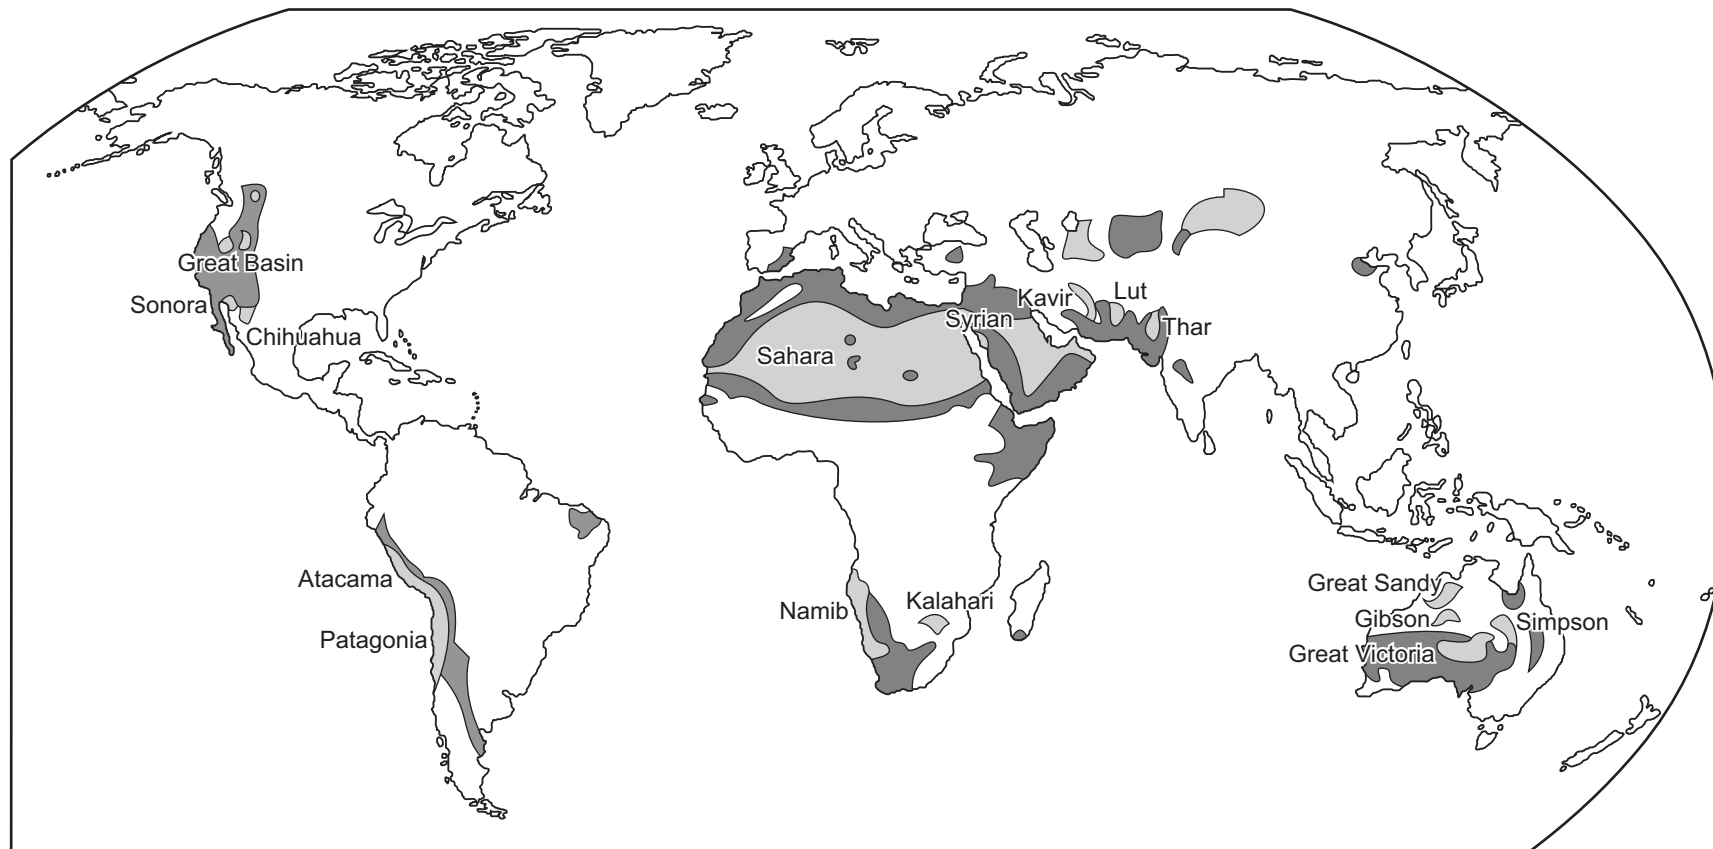 Great Basin
Sonora
Chihuahua
Sahara
Syrian
Kavir
Lut
Thar
Atacama
Patagonia
Namib
Kalahari
Great Sandy
Gibson
Simpson
Great Victoria